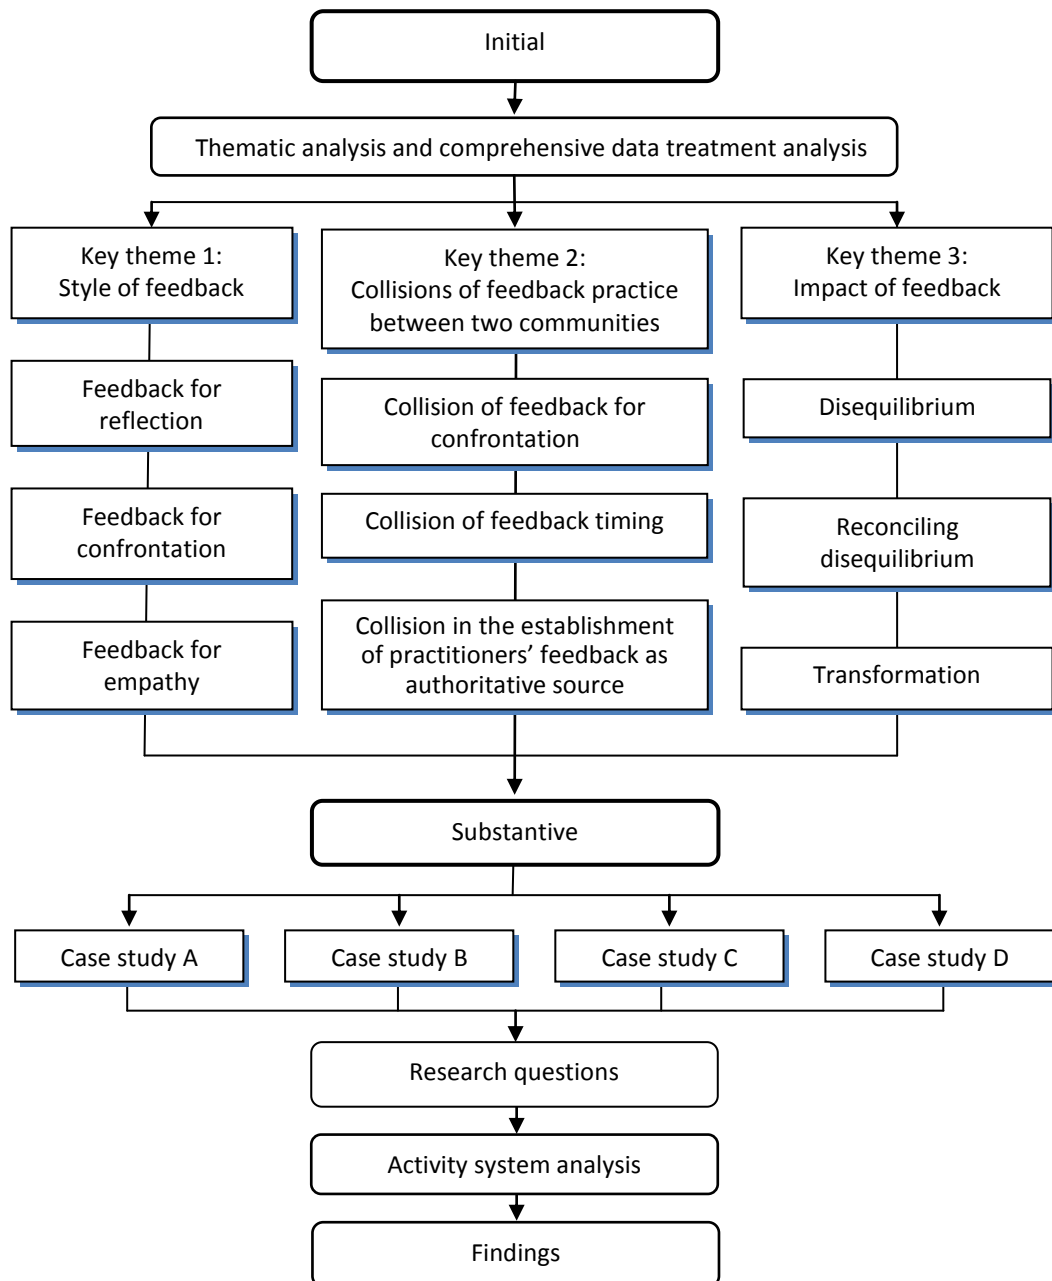 Initial
Thematic analysis and comprehensive data treatment analysis
Key theme 1:
Style of feedback
Key theme 2:
Collisions of feedback practice
between two communities
Key theme 3:
Impact of feedback
Feedback for
reflection
Collision of feedback for
confrontation
Disequilibrium
Feedback for
confrontation
Collision of feedback timing
Reconciling
disequilibrium
Feedback for
empathy
Collision in the establishment
of practitioners’ feedback as
authoritative source
Transformation
Substantive
Case study A
Case study B
Case study C
Case study D
Research questions
Activity system analysis
Findings